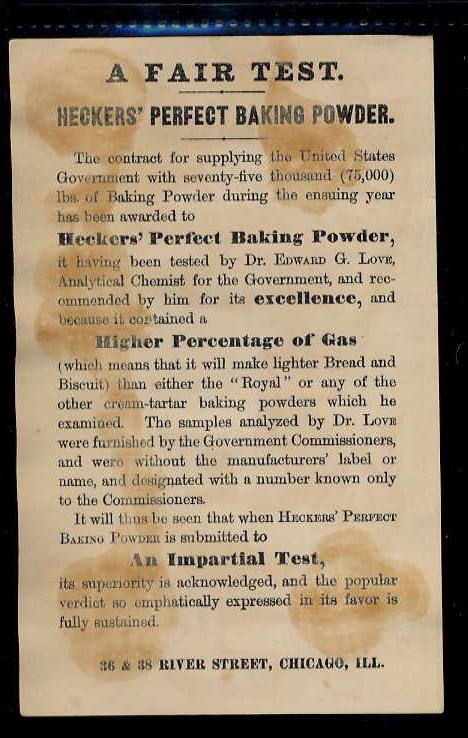 A FAIR TEST.
HECKERS' PERFECT BAKING POWDER.
The contract for supplying the United States
Government with seventy-five thousand (75,000)
lbs. of Baking Powder during the ensuing year
has been awarded to
Heckers' Perfect Baking Powder,
it having been tested by Dr. EDWARD G. LOVE,
Analytical Chemist for the Government, and rec-
ommended by him for its excellence, and
because it contained a
Higher Percentage of Gas
(which means that it will make lighter Bread and
Biscuit) than either the "Royal" or any of the
other cream-tartar baking powders which he
examined. The samples analyzed by Dr. LOVE
were furnished by the Government Commissioners,
and were without the manufacturers' label or
name, and designated with a number known only
to the Commissioners.
It will thus be seen that when HECKERS' PERFECT
BAKING POWDER is submitted to
An Impartial Test,
its superiority is acknowledged, and the popular
verdict so emphatically expressed in its favor is
fully sustained.
36 & 38 RIVER STREET, CHICAGO, ILL.